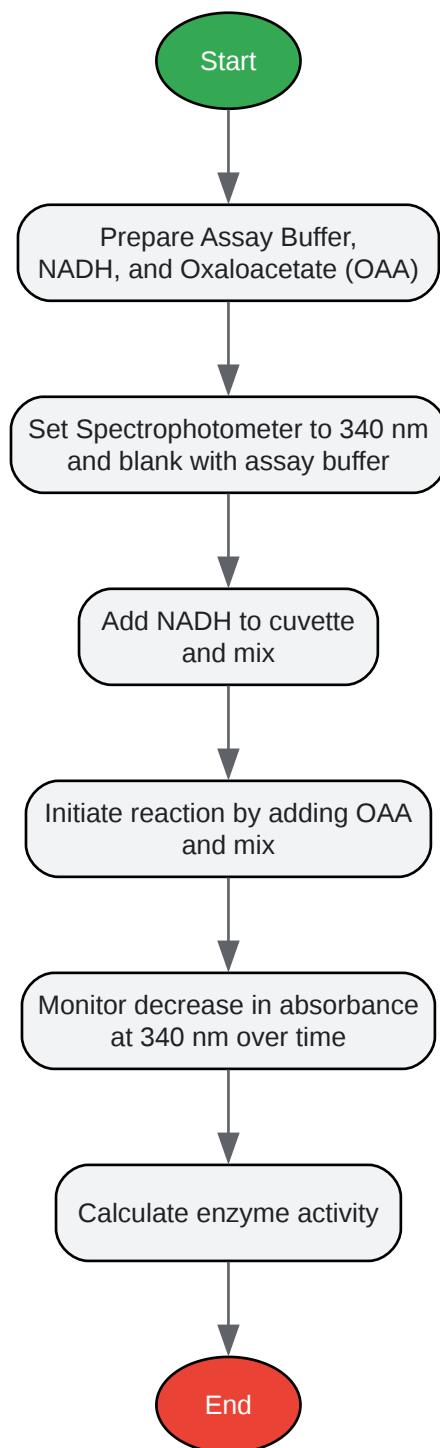 Start
Prepare Assay Buffer,
NADH, and Oxaloacetate (OAA)
Set Spectrophotometer to 340 nm
and blank with assay buffer
Add NADH to cuvette
and mix
Initiate reaction by adding OAA
and mix
Monitor decrease in absorbance
at 340 nm over time
Calculate enzyme activity
End